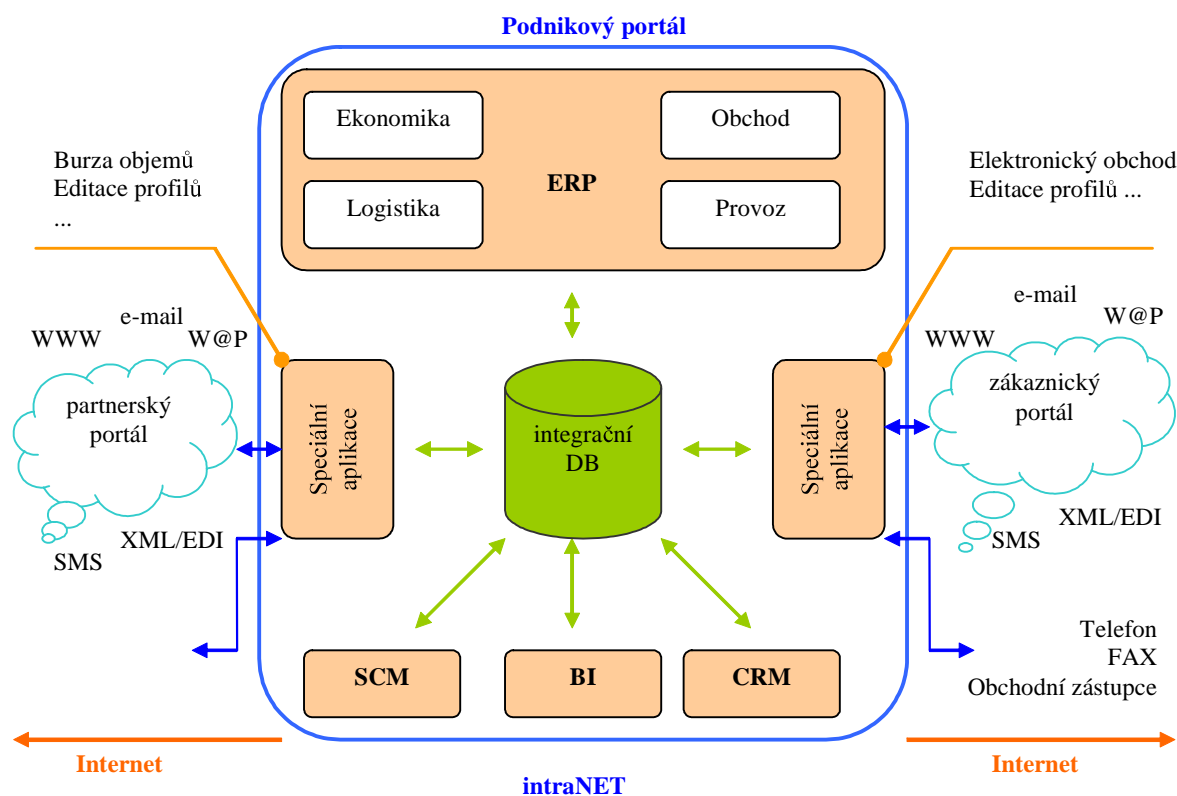 Podnikový portál
Ekonomika
Obchod
ERP
Logistika
Provoz
Burza objemů
Editace profilů
...
Elektronický obchod
Editace profilů ...
e-mail
WWW
W@P
partnerský
portál
SMS
XML/EDI
Speciální
aplikace
integrační
DB
Speciální
aplikace
e-mail
W@P
WWW
zákaznický
portál
XML/EDI
SMS
Telefon
FAX
Obchodní zástupce
SCM
BI
CRM
Internet
intraNET
Internet